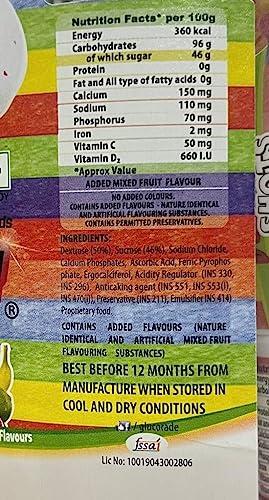 Nutrition Facts* per 100g
Energy 360 kcal
Carbohydrates 96 g
of which sugar 46 g
Protein 0g
Fat and All type of fatty acids 0g
Calcium 150 mg
Sodium 110 mg
Phosphorus 70 mg
Iron 2 mg
Vitamin C 50 mg
Vitamin D₂ 660 I.U
*Approx Value
ADDED MIXED FRUIT FLAVOUR
NO ADDED COLOURS.
CONTAINS ADDED FLAVOURS - NATURE IDENTICAL
AND ARTIFICIAL FLAVOURING SUBSTANCES.
CONTAINS PERMITTED PRESERVATIVES.
INGREDIENTS:
Dextrose (50%), Sucrose (46%), Sodium Chloride,
Calcium Phosphates, Ascorbic Acid, Ferric Pyrophos-
phate, Ergocalciferol, Acidity Regulator (INS 330,
INS 296), Anticaking agent (INS 551, INS 553(i),
INS 470(i)), Preservative (INS 211), Emulsifier (INS 414)
Proprietary food.
CONTAINS ADDED FLAVOURS (NATURE
IDENTICAL AND ARTIFICIAL MIXED FRUIT
FLAVOURING SUBSTANCES)
BEST BEFORE 12 MONTHS FROM
MANUFACTURE WHEN STORED IN
COOL AND DRY CONDITIONS
®
Flavours
/ glucorade
fssai
Lic No: 10019043002806